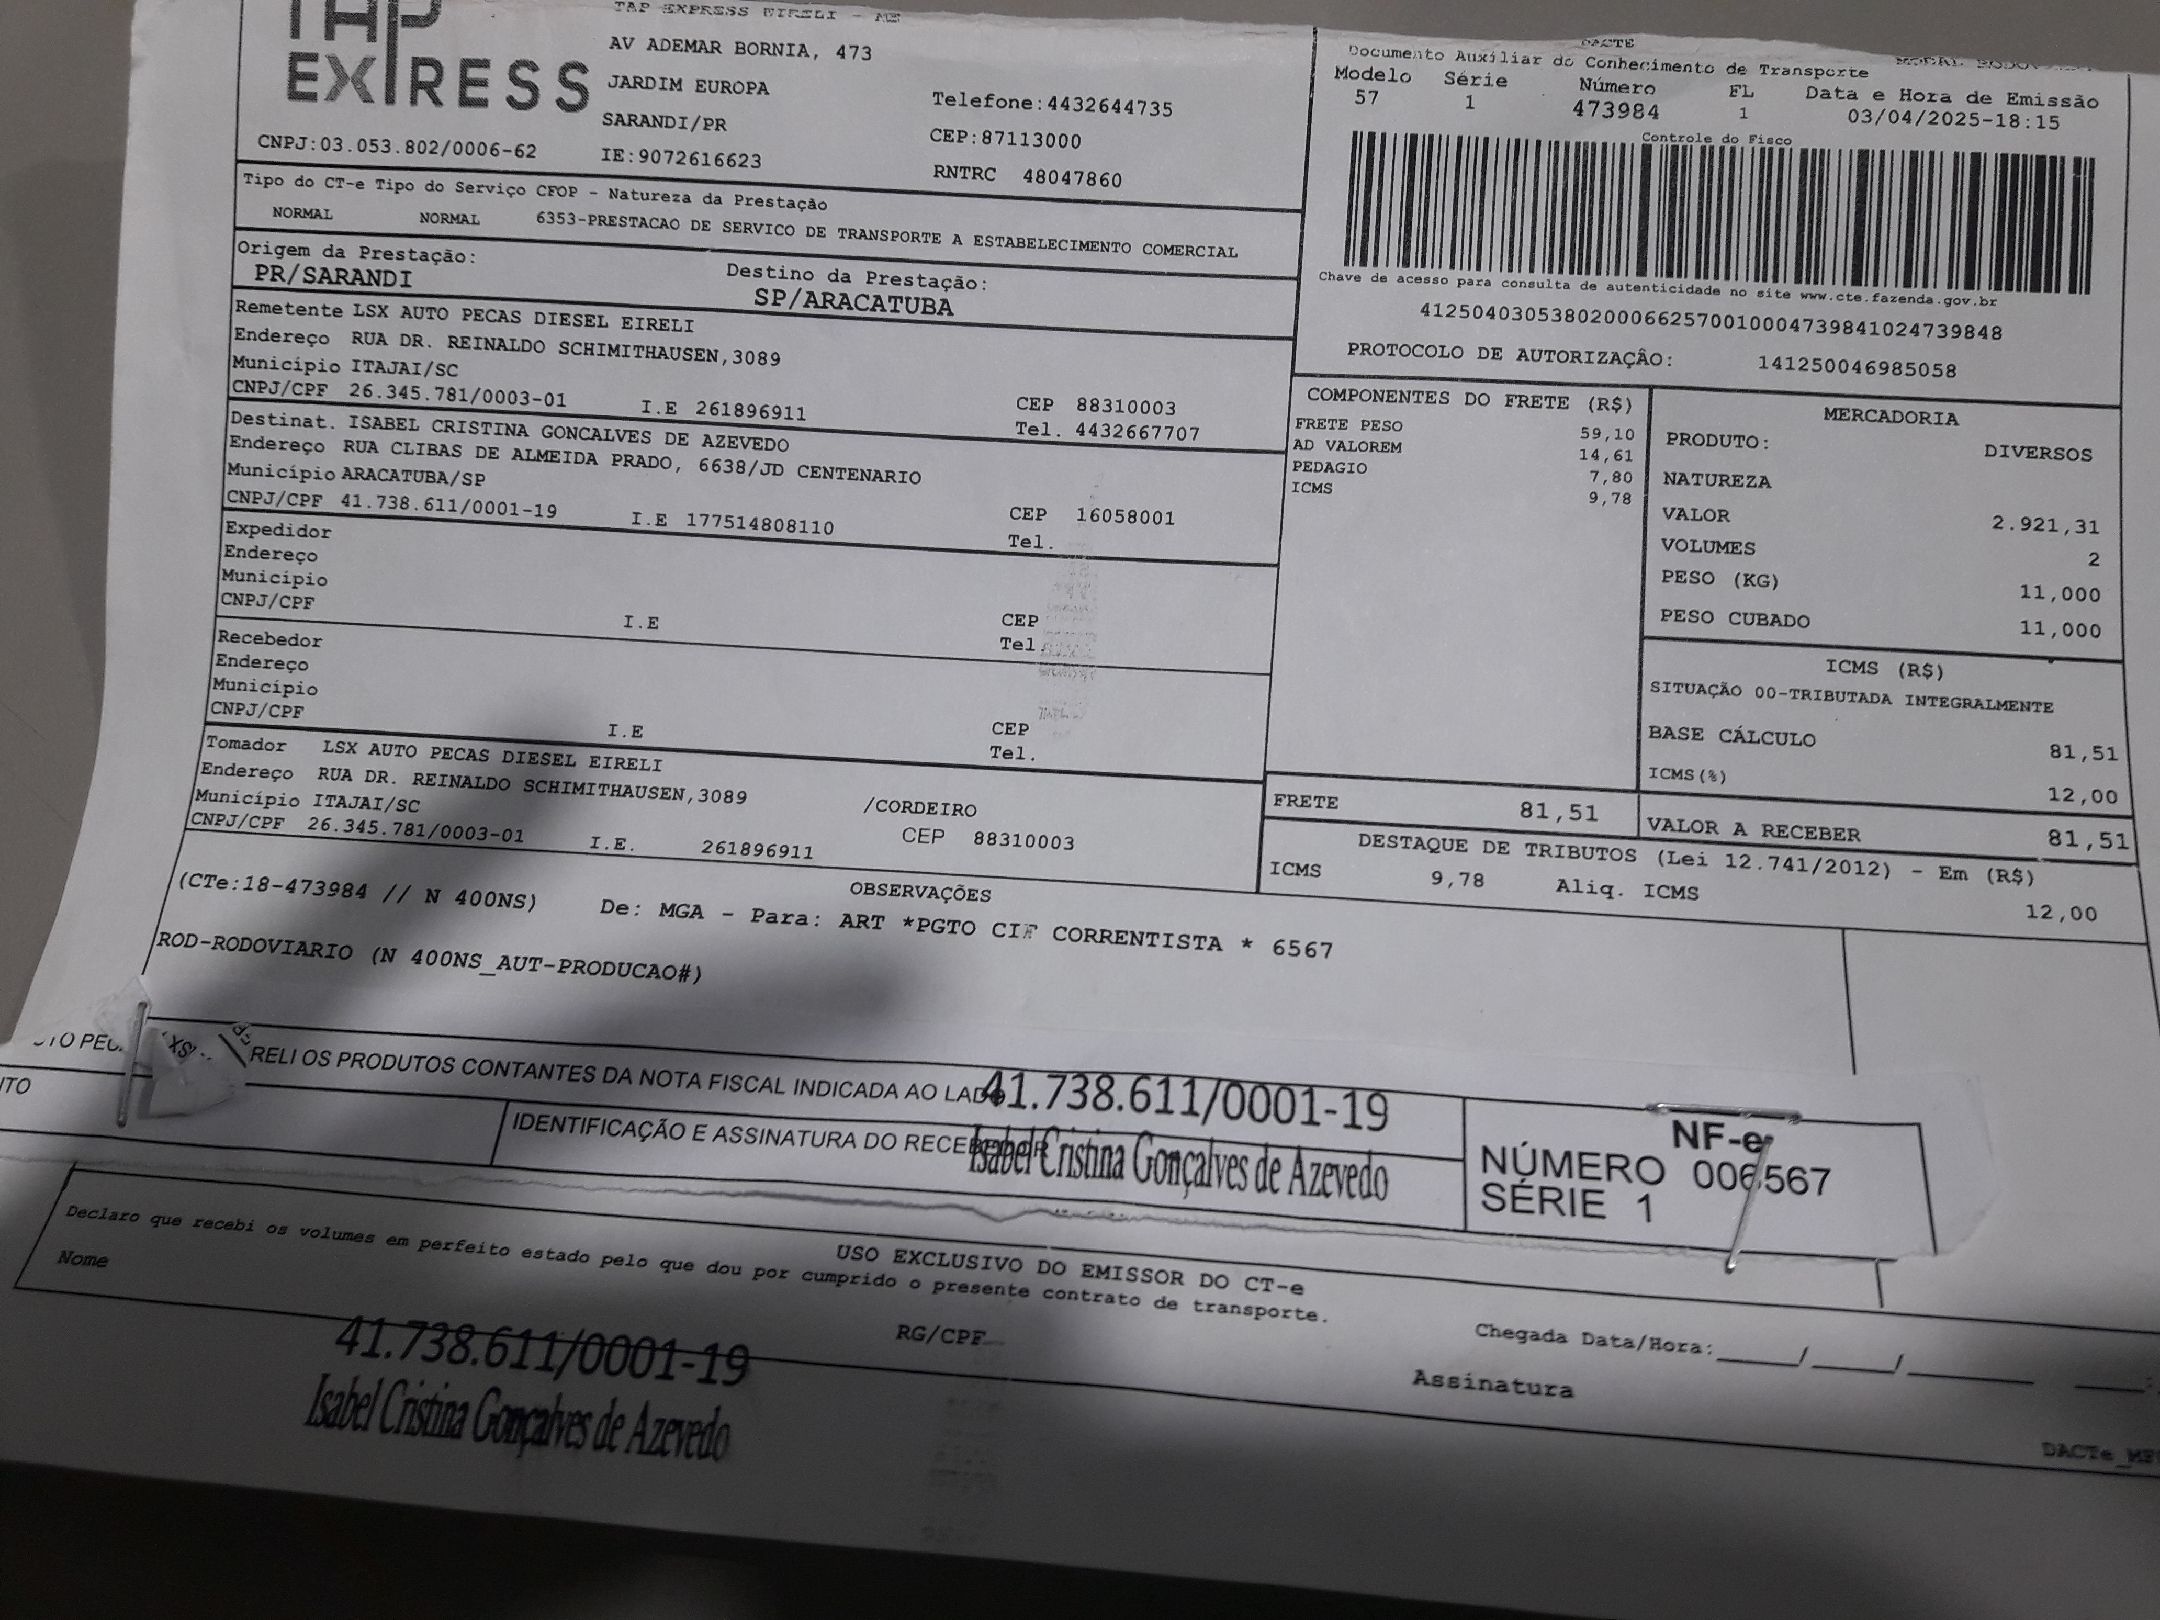 TAP EXPRESS
TAP EXPRESS EIRELI - ME
AV ADEMAR BORNIA, 473
JARDIM EUROPA
SARANDI/PR
Telefone:4432644735
CEP:87113000
CNPJ:03.053.802/0006-62
IE:9072616623
RNTRC 48047860
DACTE
Documento Auxiliar do Conhecimento de Transporte
Modelo Série Número FL Data e Hora de Emissão
57 1 473984 1 03/04/2025-18:15
Controle do Fisco
Chave de acesso para consulta de autenticidade no site www.cte.fazenda.gov.br
41250403053802000662570010004739841024739848
PROTOCOLO DE AUTORIZAÇÂO: 141250046985058
Tipo do CT-e Tipo do Serviço CFOP - Natureza da Prestação
NORMAL NORMAL 6353-PRESTACAO DE SERVICO DE TRANSPORTE A ESTABELECIMENTO COMERCIAL
Origem da Prestação: Destino da Prestação:
PR/SARANDI SP/ARACATUBA
Remetente LSX AUTO PECAS DIESEL EIRELI
Endereço RUA DR. REINALDO SCHIMITHAUSEN,3089
Município ITAJAI/SC CEP 88310003
CNPJ/CPF 26.345.781/0003-01 I.E 261896911 Tel. 4432667707
Destinat. ISABEL CRISTINA GONCALVES DE AZEVEDO
Endereço RUA CLIBAS DE ALMEIDA PRADO, 6638/JD CENTENARIO
Município ARACATUBA/SP CEP 16058001
CNPJ/CPF 41.738.611/0001-19 I.E 177514808110 Tel.
Expedidor
Endereço
Município CEP
CNPJ/CPF I.E Tel
Recebedor
Endereço
Município CEP
CNPJ/CPF I.E Tel.
Tomador LSX AUTO PECAS DIESEL EIRELI
Endereço RUA DR. REINALDO SCHIMITHAUSEN,3089 /CORDEIRO
Município ITAJAI/SC CEP 88310003
CNPJ/CPF 26.345.781/0003-01 I.E. 261896911
COMPONENTES DO FRETE (R$)
FRETE PESO 59,10
AD VALOREM 14,61
PEDAGIO 7,80
ICMS 9,78
MERCADORIA
PRODUTO: DIVERSOS
NATUREZA
VALOR 2.921,31
VOLUMES 2
PESO (KG) 11,000
PESO CUBADO 11,000
ICMS (R$)
SITUAÇÃO 00-TRIBUTADA INTEGRALMENTE
BASE CÁLCULO 81,51
ICMS(%) 12,00
FRETE 81,51 VALOR A RECEBER 81,51
DESTAQUE DE TRIBUTOS (Lei 12.741/2012) - Em (R$)
ICMS 9,78 Aliq. ICMS 12,00
OBSERVAÇÕES
(CTe:18-473984 // N 400NS) De: MGA - Para: ART *PGTO CIF CORRENTISTA * 6567
ROD-RODOVIARIO (N 400NS_AUT-PRODUCAO#)
RELI OS PRODUTOS CONTANTES DA NOTA FISCAL INDICADA AO LADO
41.738.611/0001-19
IDENTIFICAÇÃO E ASSINATURA DO RECEBEDOR
Isabel Cristina Gonçalves de Azevedo
NF-e
NÚMERO 006567
SÉRIE 1
USO EXCLUSIVO DO EMISSOR DO CT-e
Declaro que recebi os volumes em perfeito estado pelo que dou por cumprido o presente contrato de transporte.
Nome RG/CPF Chegada Data/Hora:____/____/______ ____:
Assinatura
41.738.611/0001-19
Isabel Cristina Gonçalves de Azevedo